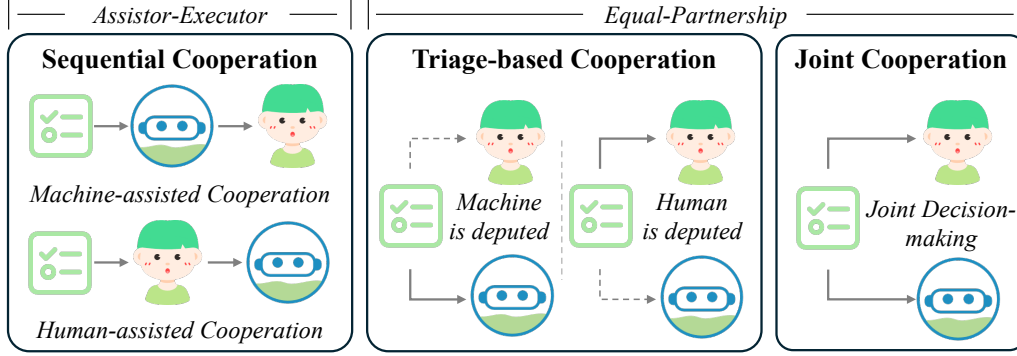 Assistor-Executor
Equal-Partnership
Sequential Cooperation
Machine-assisted Cooperation
Human-assisted Cooperation
Triage-based Cooperation
Machine
is deputed
Human
is deputed
Joint Cooperation
Joint Decision-
making